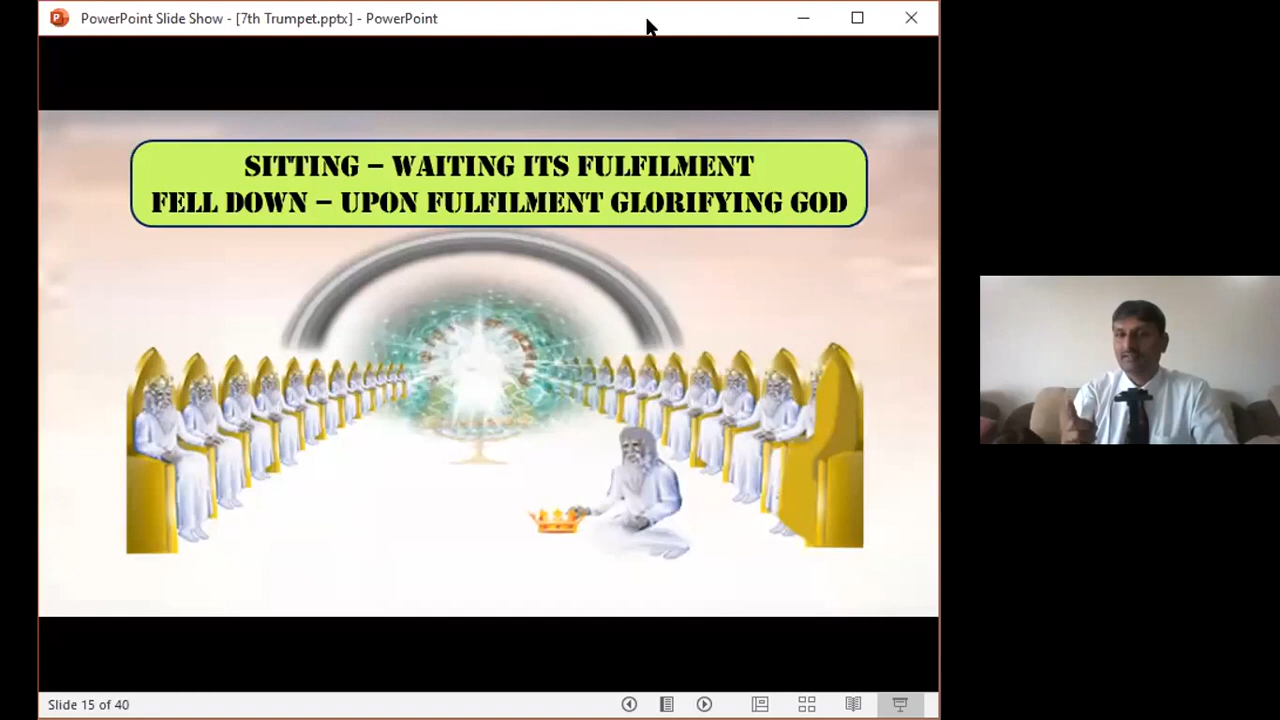 PowerPoint Slide Show - [7th Trumpet.pptx] - PowerPoint
SITTING – WAITING ITS FULFILMENT
FELL DOWN – UPON FULFILMENT GLORIFYING GOD
Slide 15 of 40